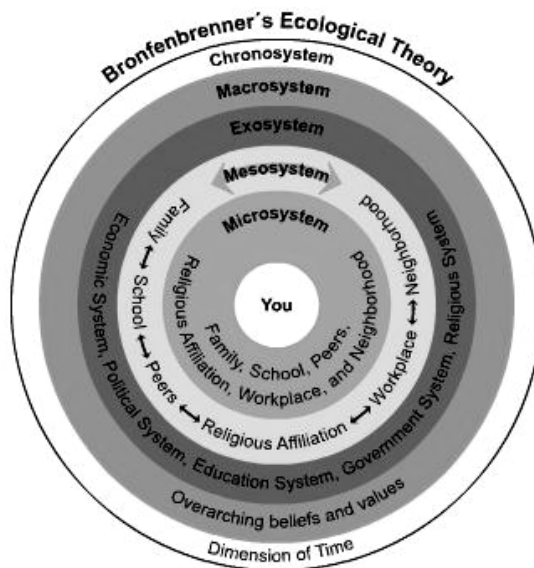 Bronfenbrenner´s Ecological Theory
Chronosystem
Macrosystem
Exosystem
Mesosystem
Microsystem
You
Family, School, Peers,
Religious Affiliation, Workplace, and Neighborhood
Family ↔ School ↔ Peers ↔ Religious Affiliation ↔ Workplace ↔ Neighborhood
Economic System, Political System, Education System, Government System, Religious System
Overarching beliefs and values
Dimension of Time